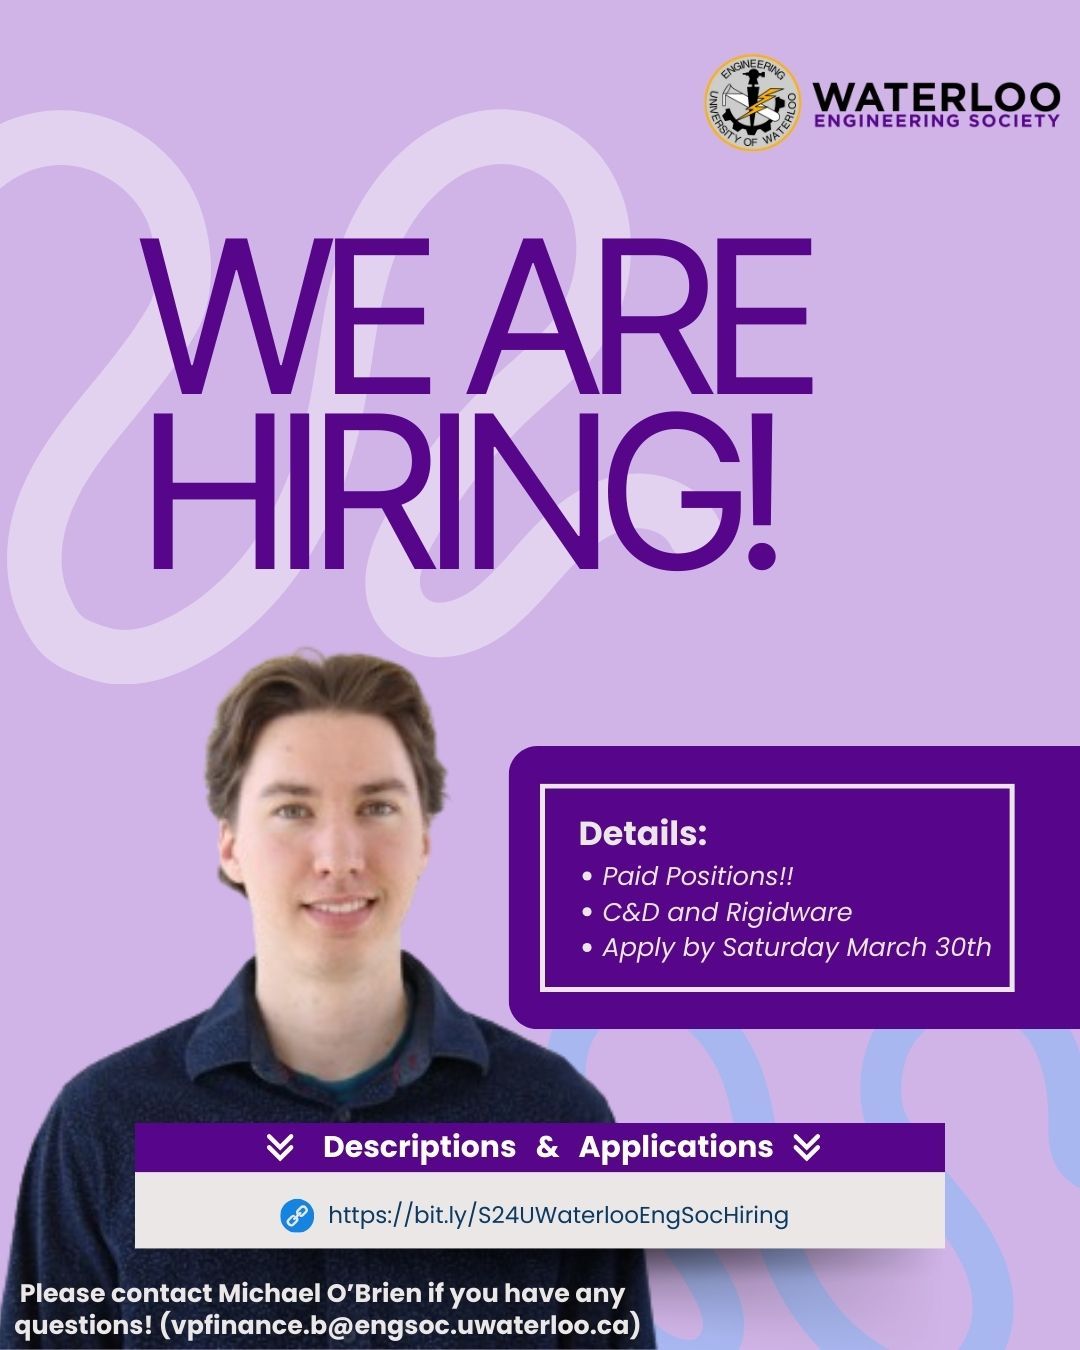 ENGINEERING
UNIVERSITY OF WATERLOO
WATERLOO
ENGINEERING SOCIETY
WE ARE
HIRING!
Details:
• Paid Positions!!
• C&D and Rigidware
• Apply by Saturday March 30th
Descriptions & Applications
https://bit.ly/S24UWaterlooEngSocHiring
Please contact Michael O’Brien if you have any
questions! (vpfinance.b@engsoc.uwaterloo.ca)